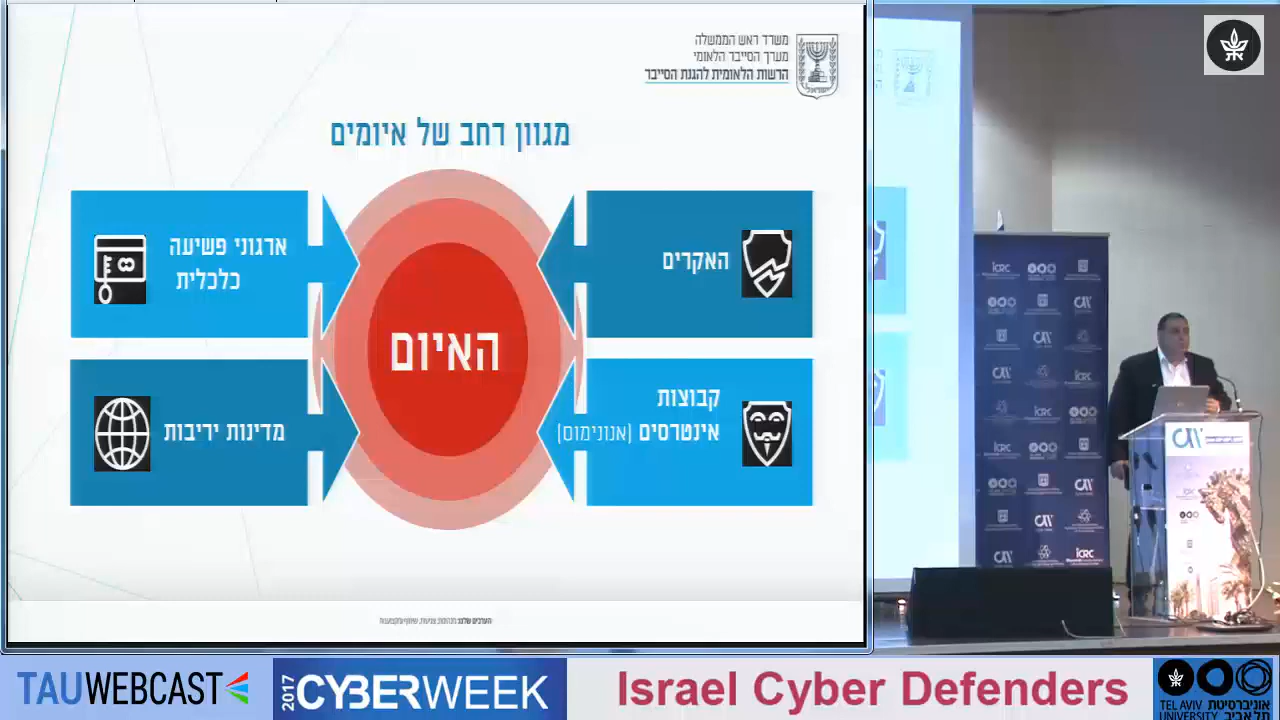 משרד ראש הממשלה
מערך הסייבר הלאומי
הרשות הלאומית להגנת הסייבר
מגוון רחב של איומים
האקרים
ארגוני פשיעה
כלכלית
האיום
קבוצות
אינטרסים (אנונימוס)
מדינות יריבות
TAUWEBCAST
2017 CYBERWEEK
Israel Cyber Defenders
TEL AVIV אוניברסיטת
UNIVERSITY תל אביב